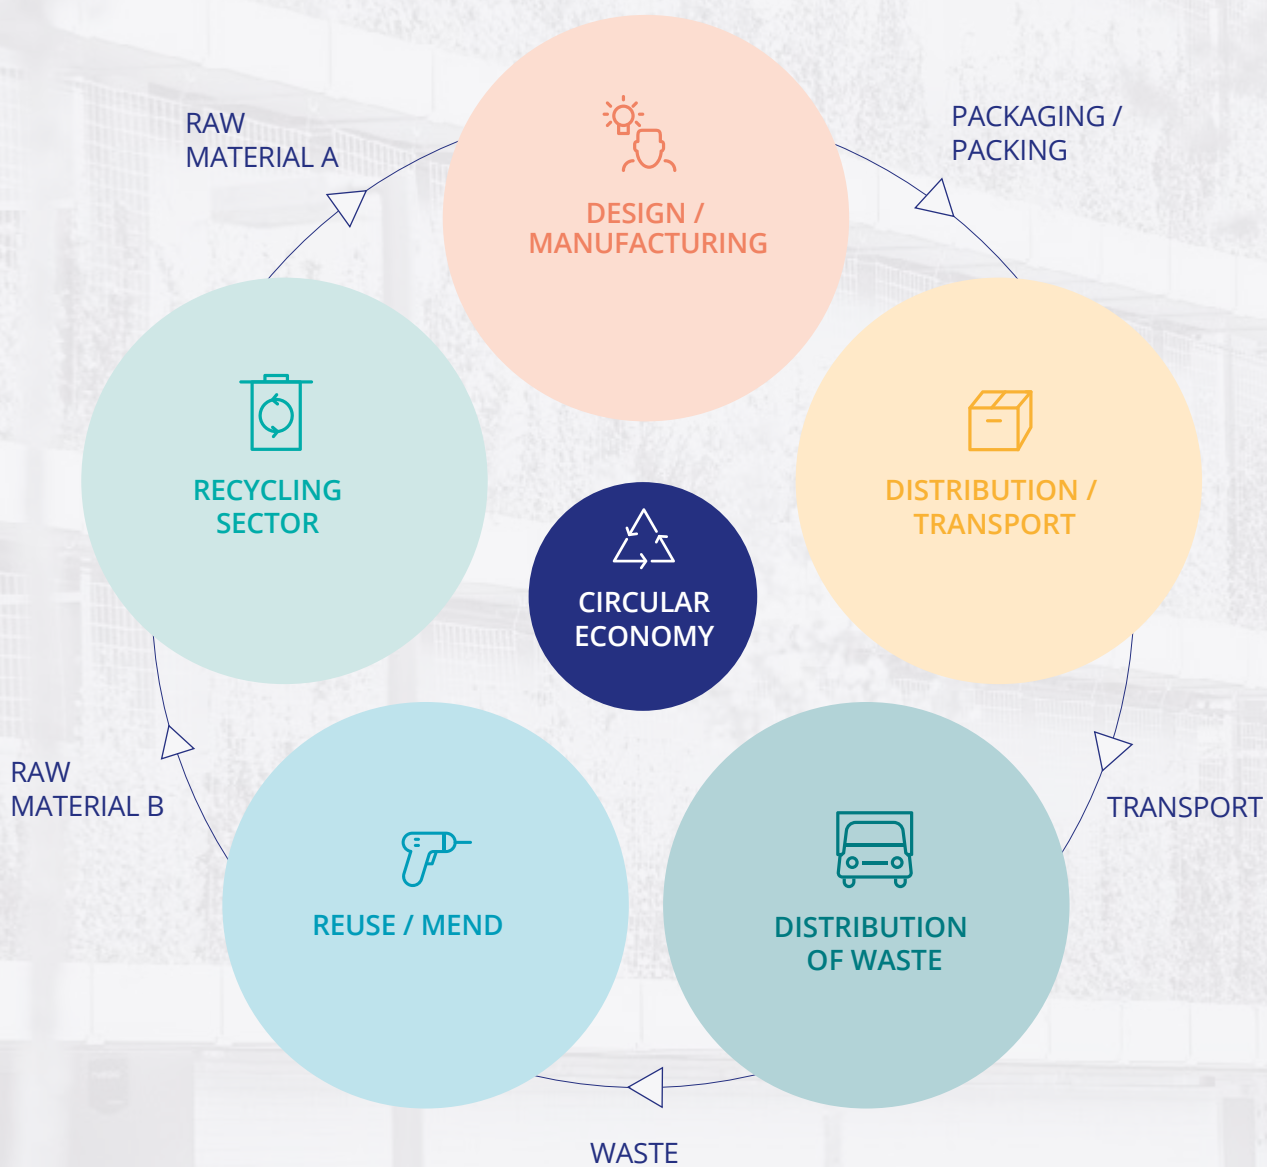 RAW
MATERIAL A
PACKAGING /
PACKING
DESIGN /
MANUFACTURING
RECYCLING
SECTOR
DISTRIBUTION /
TRANSPORT
CIRCULAR
ECONOMY
RAW
MATERIAL B
TRANSPORT
REUSE / MEND
DISTRIBUTION
OF WASTE
WASTE